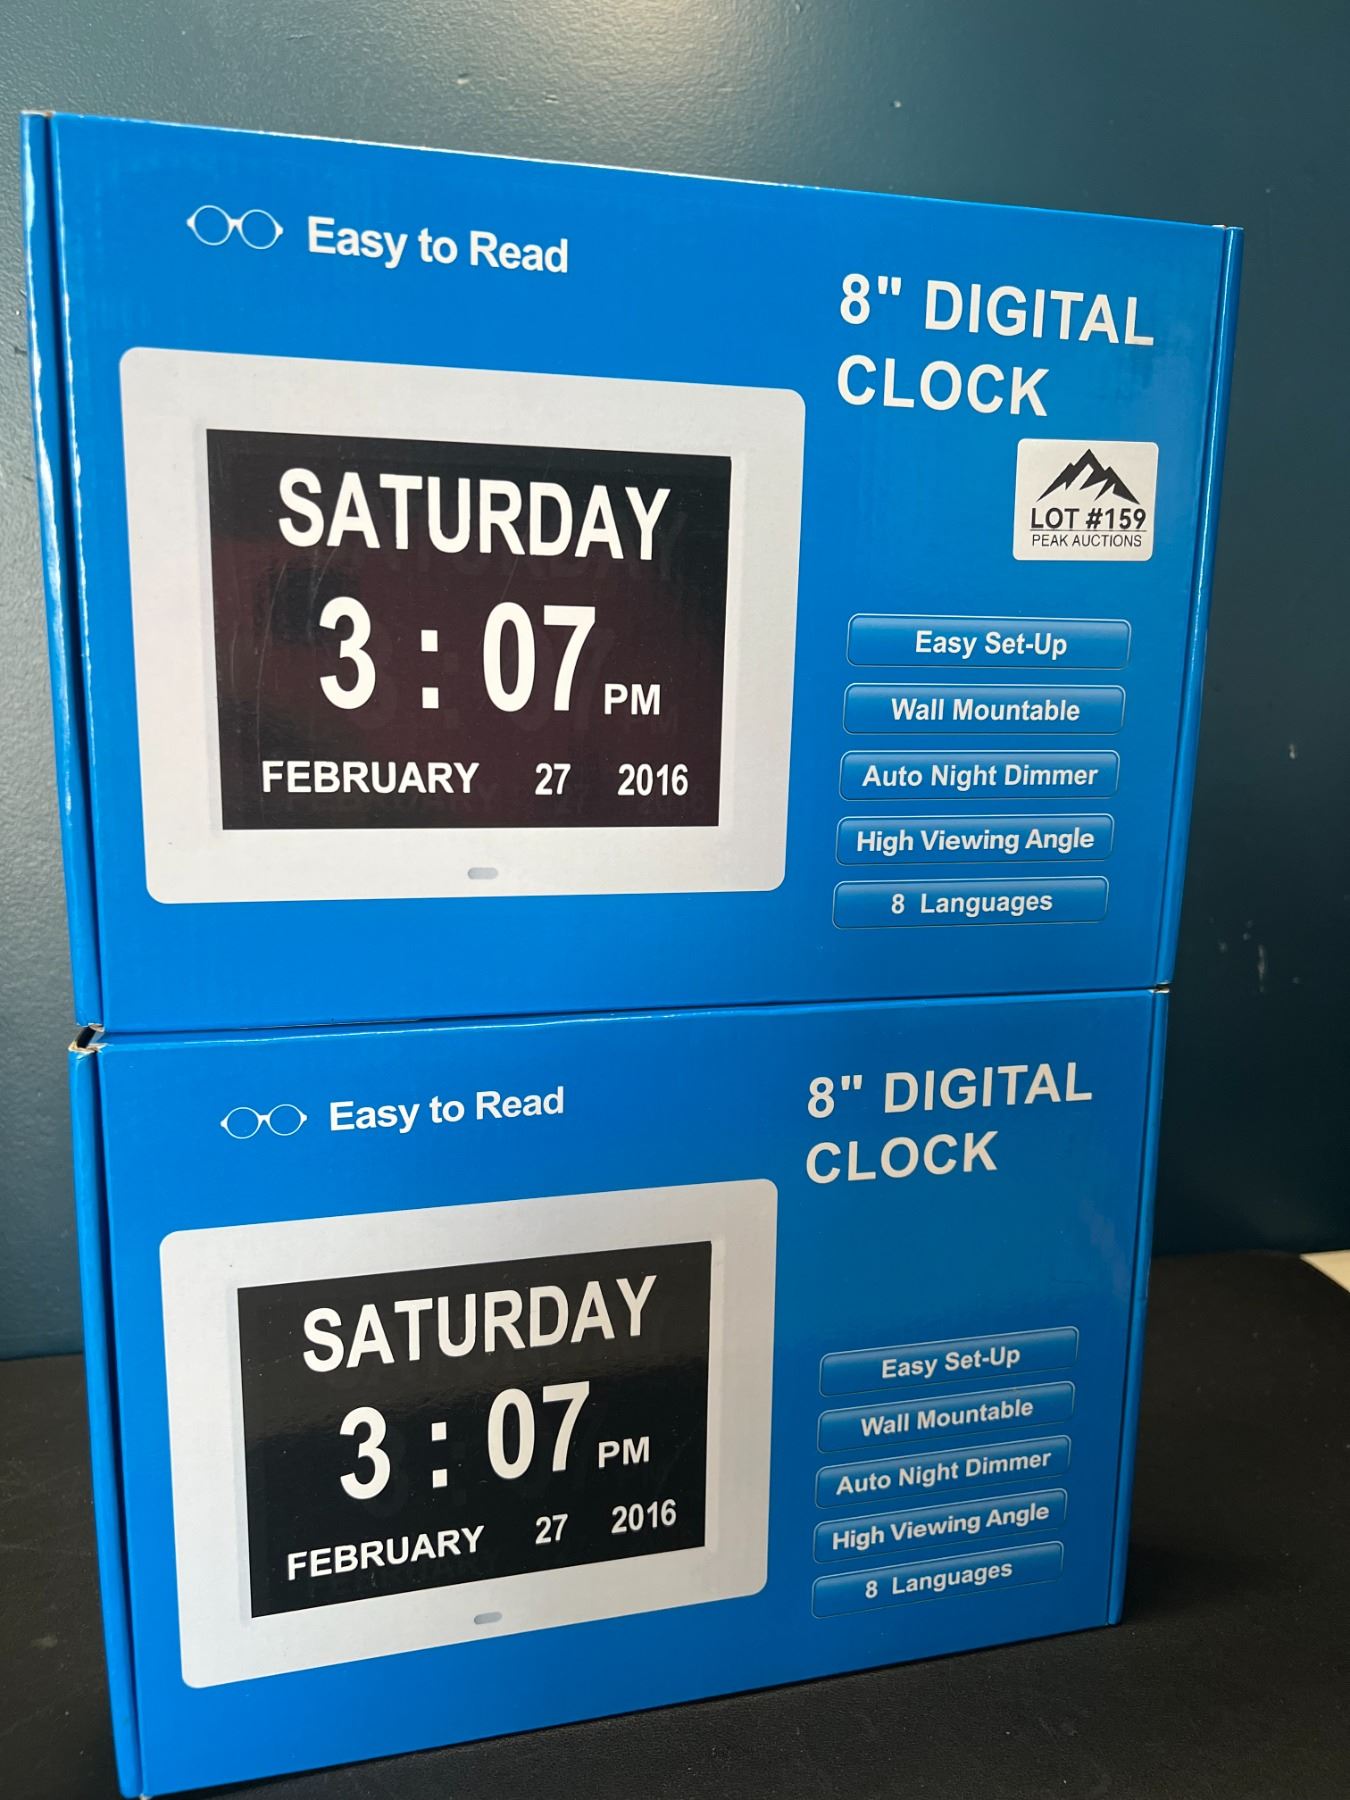 Easy to Read
8" DIGITAL
CLOCK
SATURDAY
3 : 07 PM
FEBRUARY 27 2016
LOT #159
PEAK AUCTIONS
Easy Set-Up
Wall Mountable
Auto Night Dimmer
High Viewing Angle
8 Languages
Easy to Read
8" DIGITAL
CLOCK
SATURDAY
3 : 07 PM
FEBRUARY 27 2016
Easy Set-Up
Wall Mountable
Auto Night Dimmer
High Viewing Angle
8 Languages